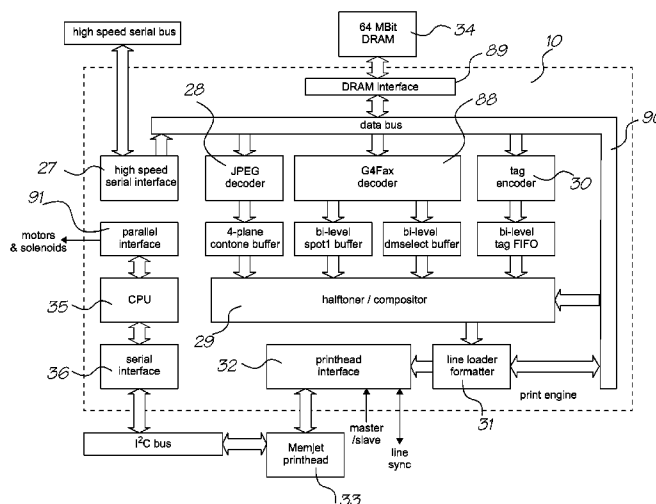 high speed serial bus
64 MBit
DRAM
34
89
10
DRAM interface
28
88
90
data bus
27
high speed
serial interface
JPEG
decoder
G4Fax
decoder
tag
encoder
30
91
motors
& solenoids
parallel
interface
4-plane
contone buffer
bi-level
spot1 buffer
bi-level
dmselect buffer
bi-level
tag FIFO
35
CPU
halftoner / compositor
29
36
serial
interface
32
printhead
interface
line loader
formatter
print engine
31
master
/slave
line
sync
I2C bus
Memjet
printhead
33